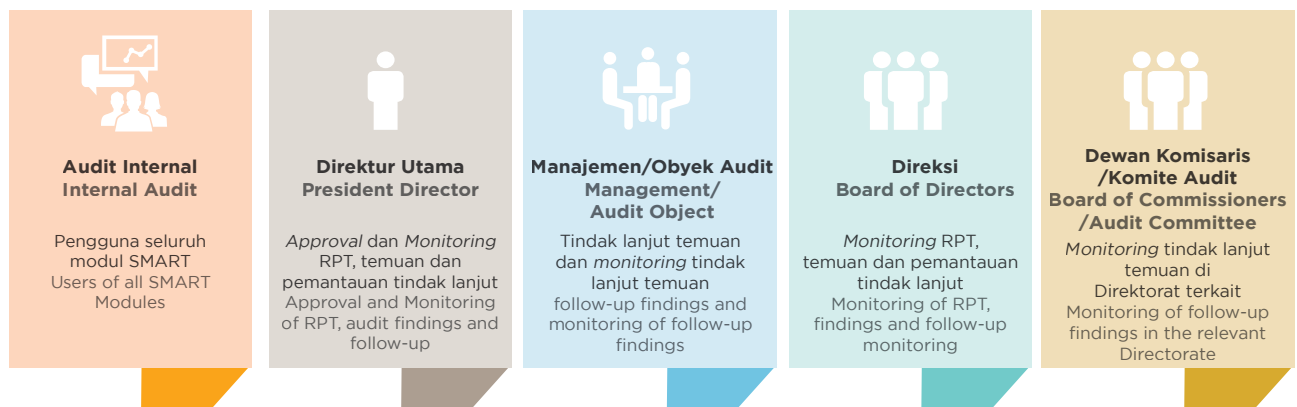 Audit Internal
Internal Audit
Pengguna seluruh
modul SMART
Users of all SMART
Modules
Direktur Utama
President Director
Approval dan Monitoring
RPT, temuan dan
pemantauan tindak lanjut
Approval and Monitoring
of RPT, audit findings and
follow-up
Manajemen/Obyek Audit
Management/
Audit Object
Tindak lanjut temuan
dan monitoring tindak
lanjut temuan
follow-up findings and
monitoring of follow-up
findings
Direksi
Board of Directors
Monitoring RPT,
temuan dan pemantauan
tindak lanjut
Monitoring of RPT,
findings and follow-up
monitoring
Dewan Komisaris
/Komite Audit
Board of Commissioners
/Audit Committee
Monitoring tindak lanjut
temuan di
Direktorat terkait
Monitoring of follow-up
findings in the relevant
Directorate